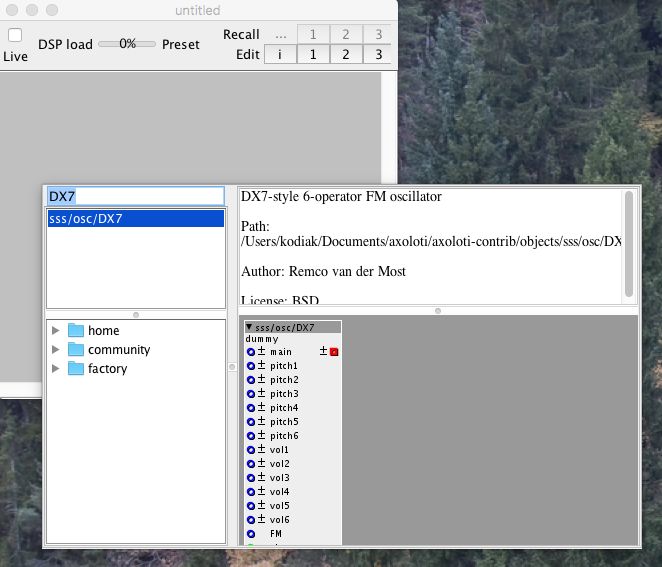 untitled
Recall ... 1 2 3
DSP load 0% Preset
Live
Edit i 1 2 3
DX7
sss/osc/DX7
home
community
factory
DX7-style 6-operator FM oscillator
Path:
/Users/kodiak/Documents/axoloti/axoloti-contrib/objects/sss/osc/DX
Author: Remco van der Most
License: BSD
sss/osc/DX7
dummy
± main ±
± pitch1
± pitch2
± pitch3
± pitch4
± pitch5
± pitch6
± vol1
± vol2
± vol3
± vol4
± vol5
± vol6
FM